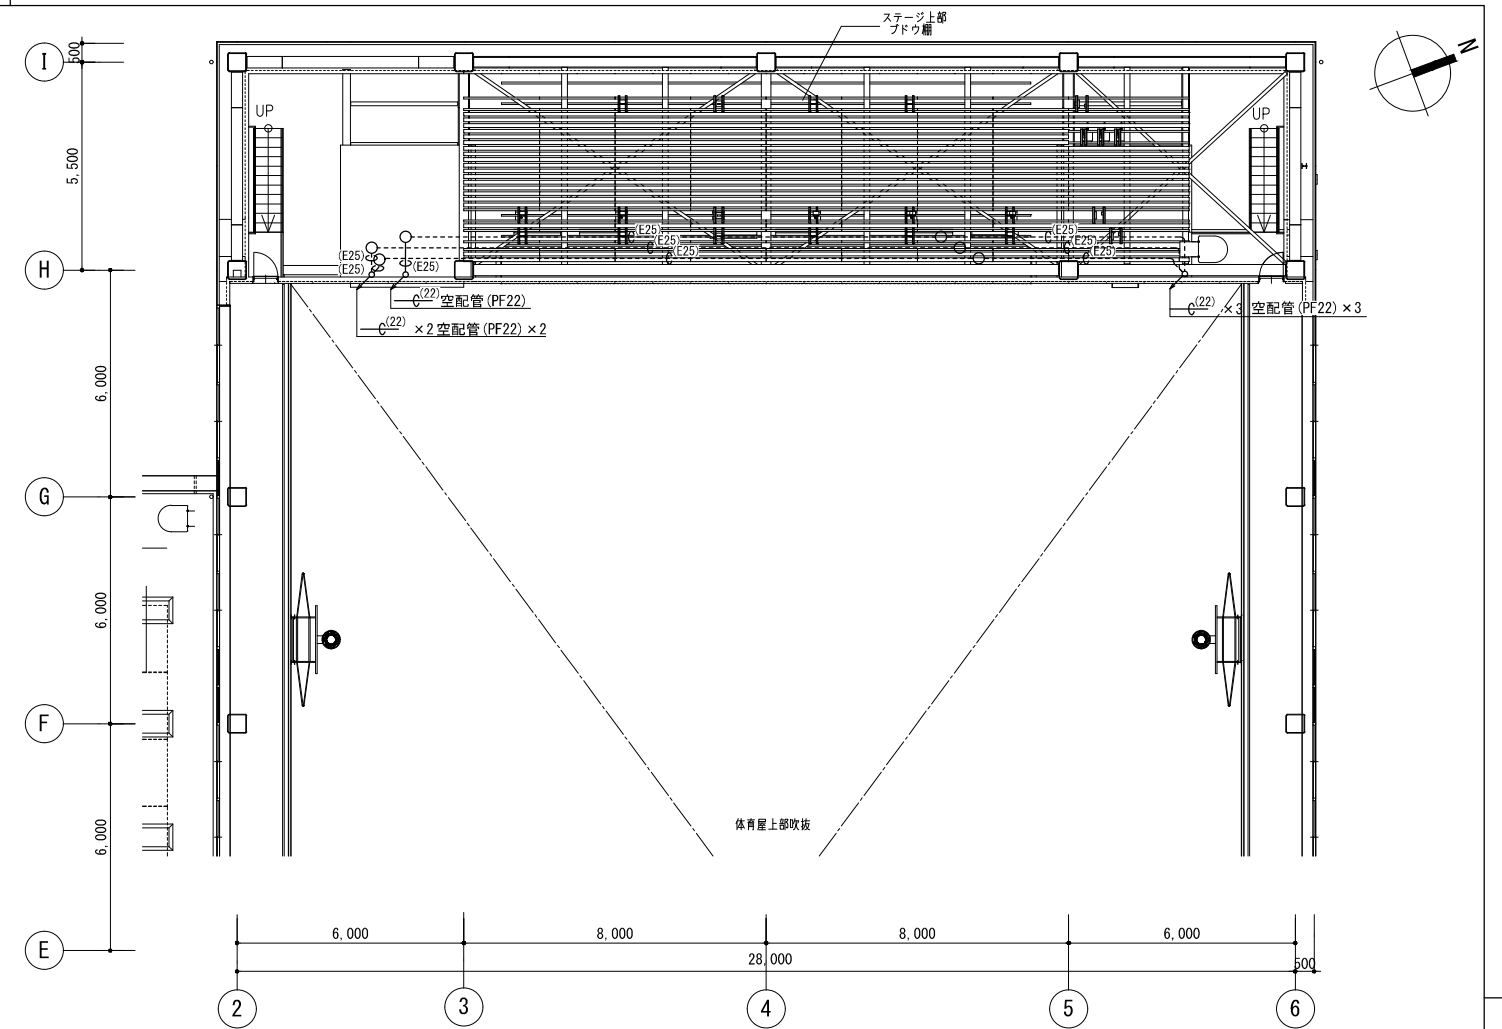 ステージ上部
ブドウ棚
N
I
500
UP
UP
5,500
(E25)
(E25)
(E25)
(E25)
(E25)
(E25)
(E25)
(E25)
(E25)
H
(22) 空配管(PF22)
(22) ×2 空配管(PF22)×2
(22) ×3 空配管(PF22)×3
6,000
G
6,000
F
6,000
体育屋上部吹抜
E
6,000
8,000
8,000
6,000
28,000
500
2
3
4
5
6